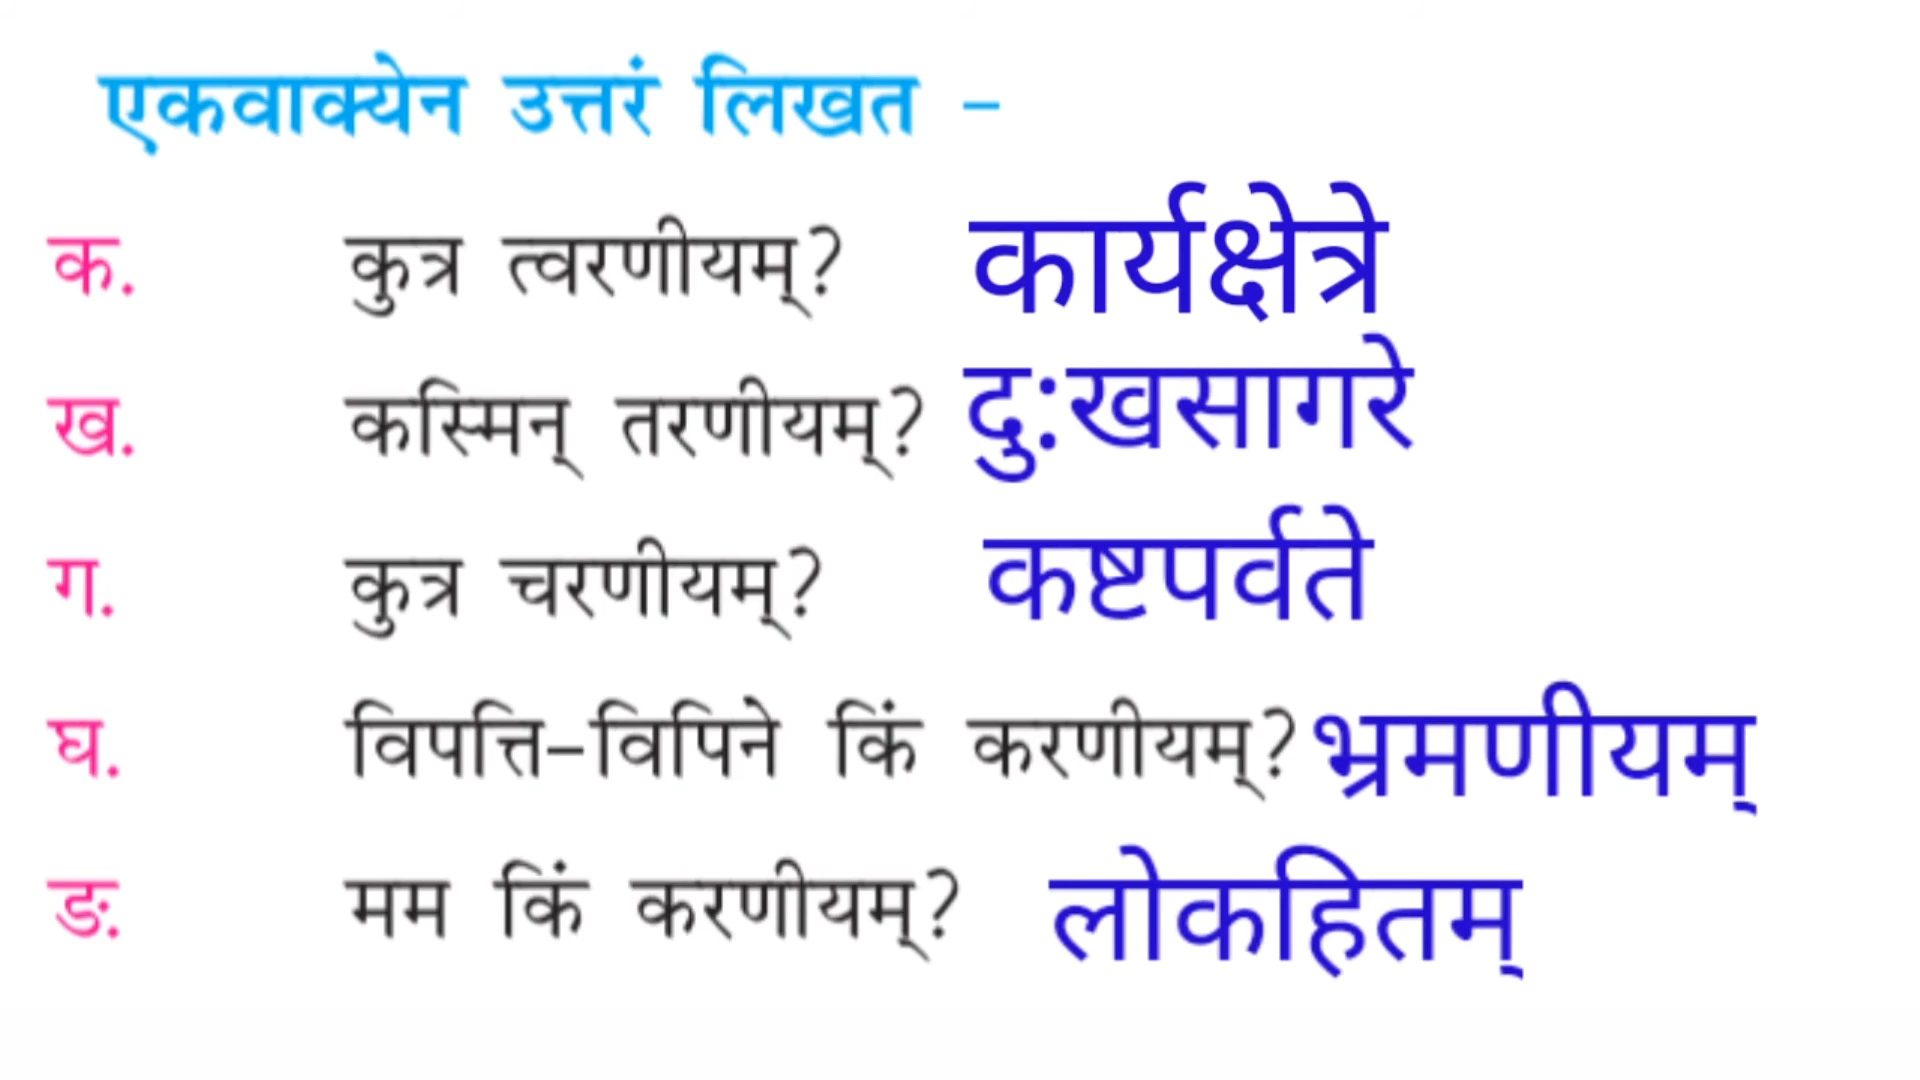 एकवाक्येन उत्तरं लिखत –
क. कुत्र त्वरणीयम्? कार्यक्षेत्रे
ख. कस्मिन् तरणीयम्? दु:खसागरे
ग. कुत्र चरणीयम्? कष्टपर्वते
घ. विपत्ति–विपिने किं करणीयम्? भ्रमणीयम्
ङ. मम किं करणीयम्? लोकहितम्